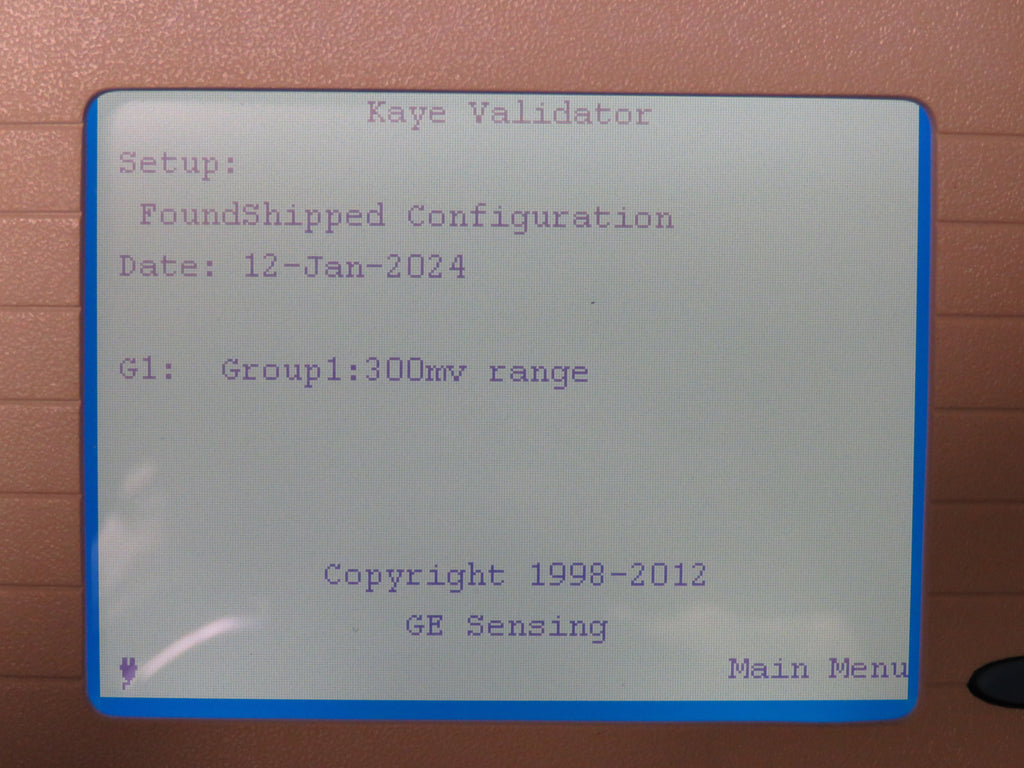 Kaye Validator
Setup:
FoundShipped Configuration
Date: 12-Jan-2024
G1: Group1:300mv range
Copyright 1998-2012
GE Sensing
Main Menu